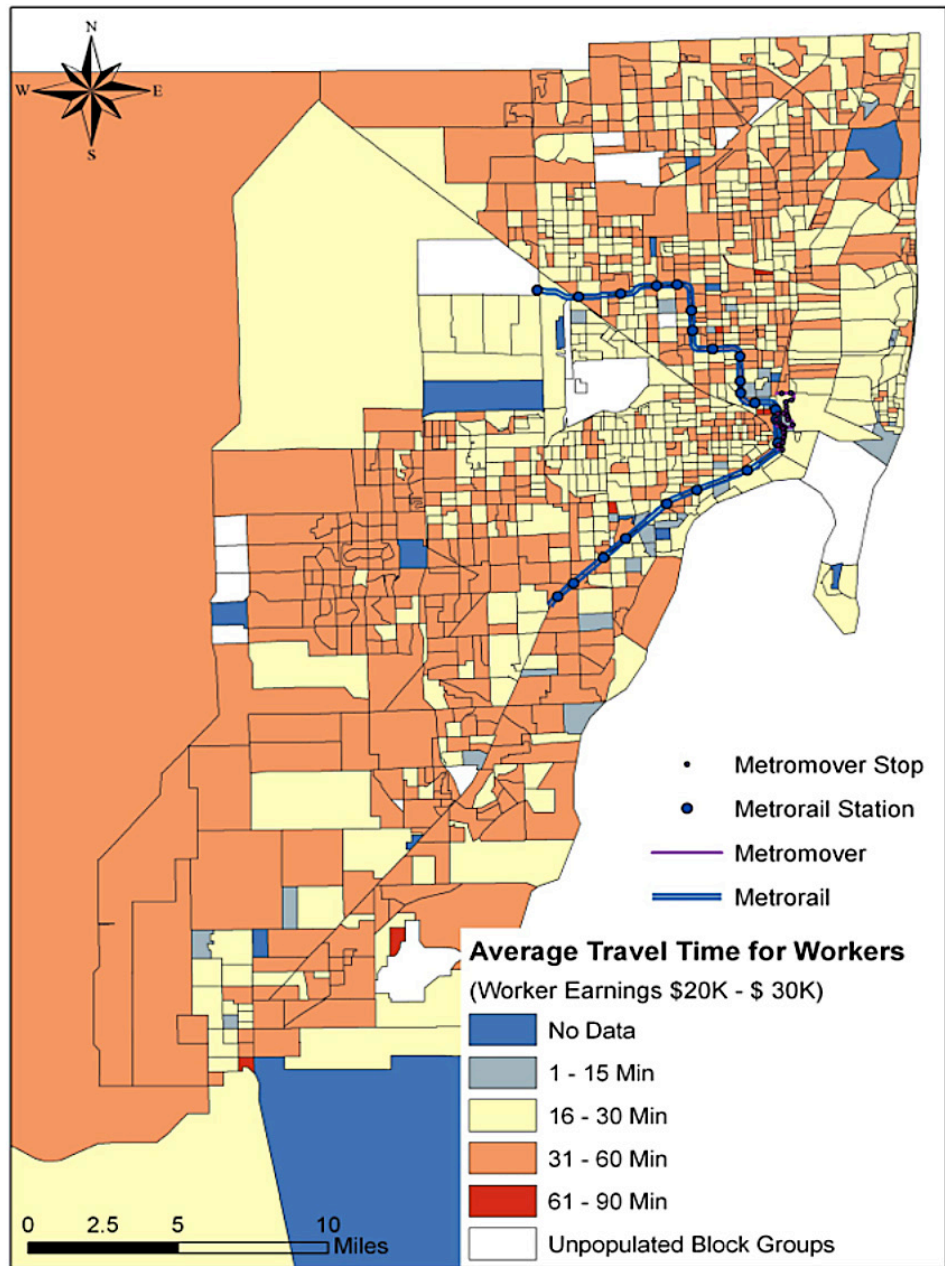 N
W E
S
Metromover Stop
Metrorail Station
Metromover
Metrorail
Average Travel Time for Workers
(Worker Earnings $20K - $ 30K)
No Data
1 - 15 Min
16 - 30 Min
31 - 60 Min
61 - 90 Min
Unpopulated Block Groups
0 2.5 5 10
Miles